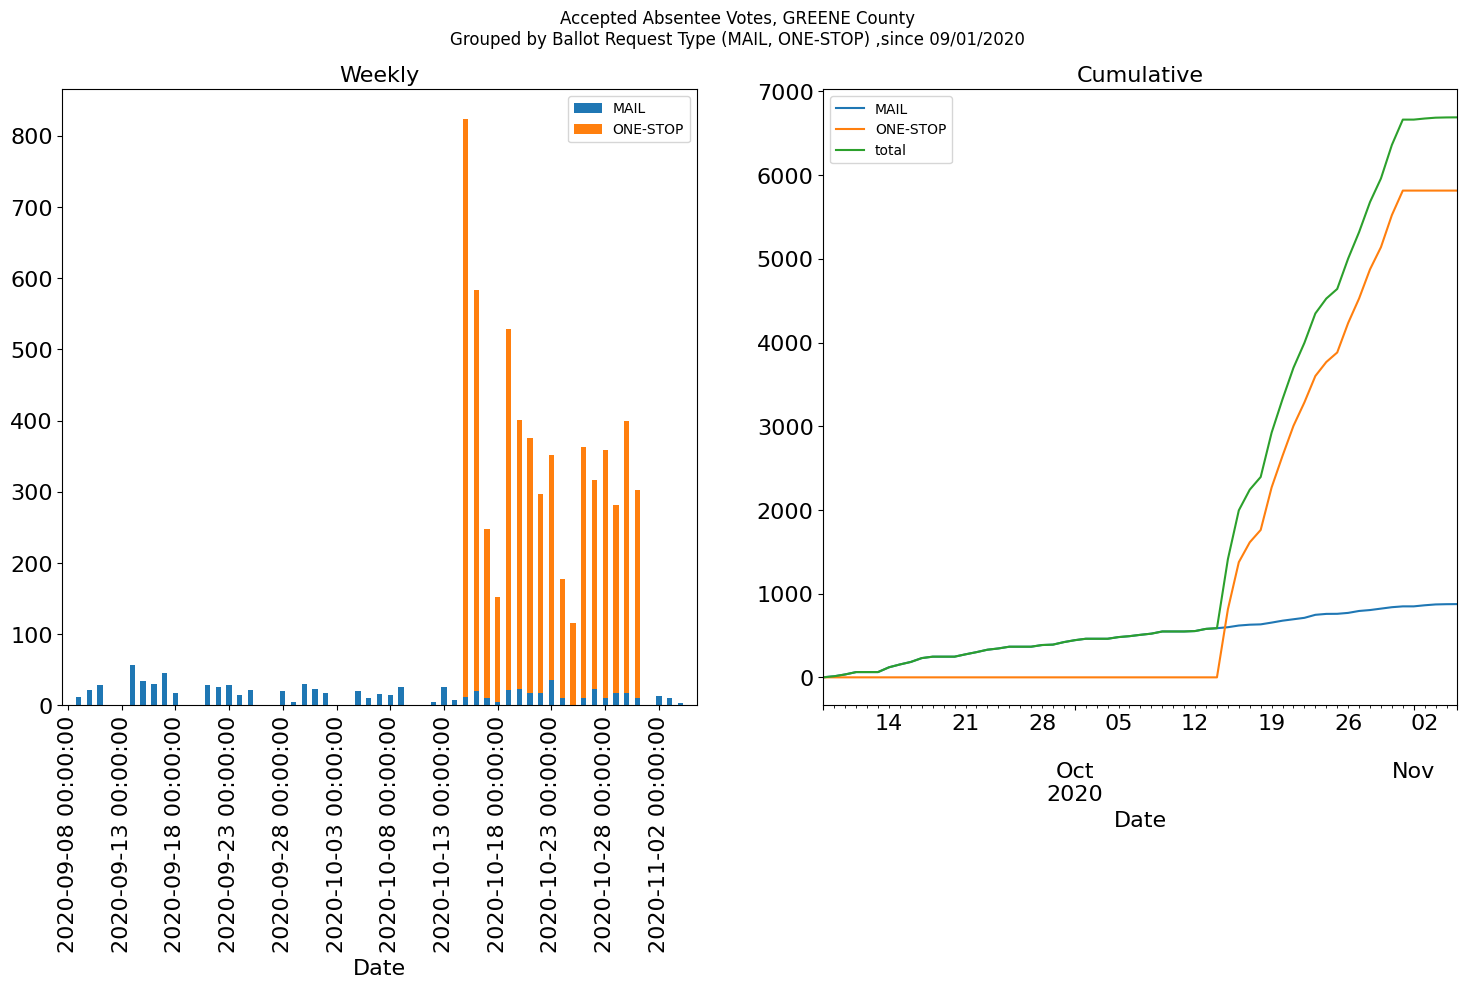 Accepted Absentee Votes, GREENE County
Grouped by Ballot Request Type (MAIL, ONE-STOP) ,since 09/01/2020
Weekly
MAIL
ONE-STOP
800
700
600
500
400
300
200
100
0
2020-09-08 00:00:00
2020-09-13 00:00:00
2020-09-18 00:00:00
2020-09-23 00:00:00
2020-09-28 00:00:00
2020-10-03 00:00:00
2020-10-08 00:00:00
2020-10-13 00:00:00
2020-10-18 00:00:00
2020-10-23 00:00:00
2020-10-28 00:00:00
2020-11-02 00:00:00
Date
Cumulative
MAIL
ONE-STOP
total
7000
6000
5000
4000
3000
2000
1000
0
14 21 28 05 12 19 26 02
Oct Nov
2020
Date